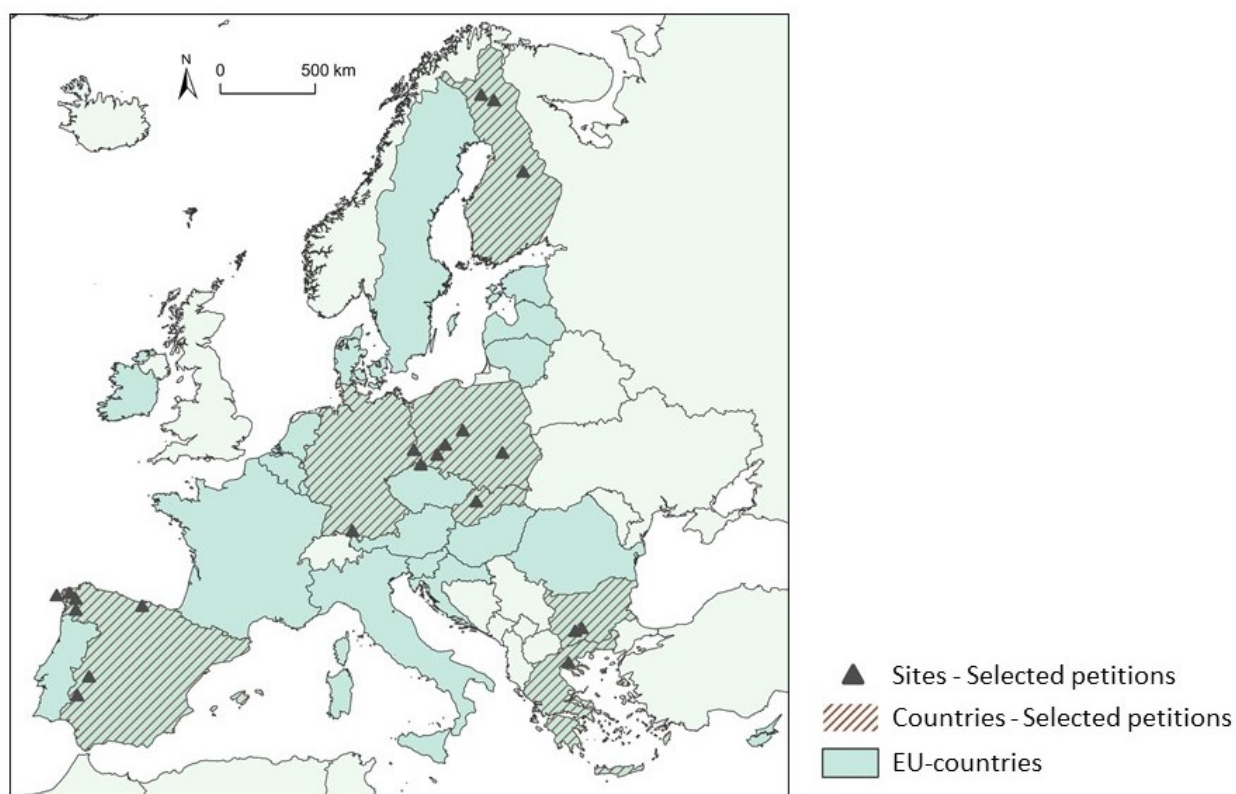 N
0 500 km
Sites - Selected petitions
Countries - Selected petitions
EU-countries